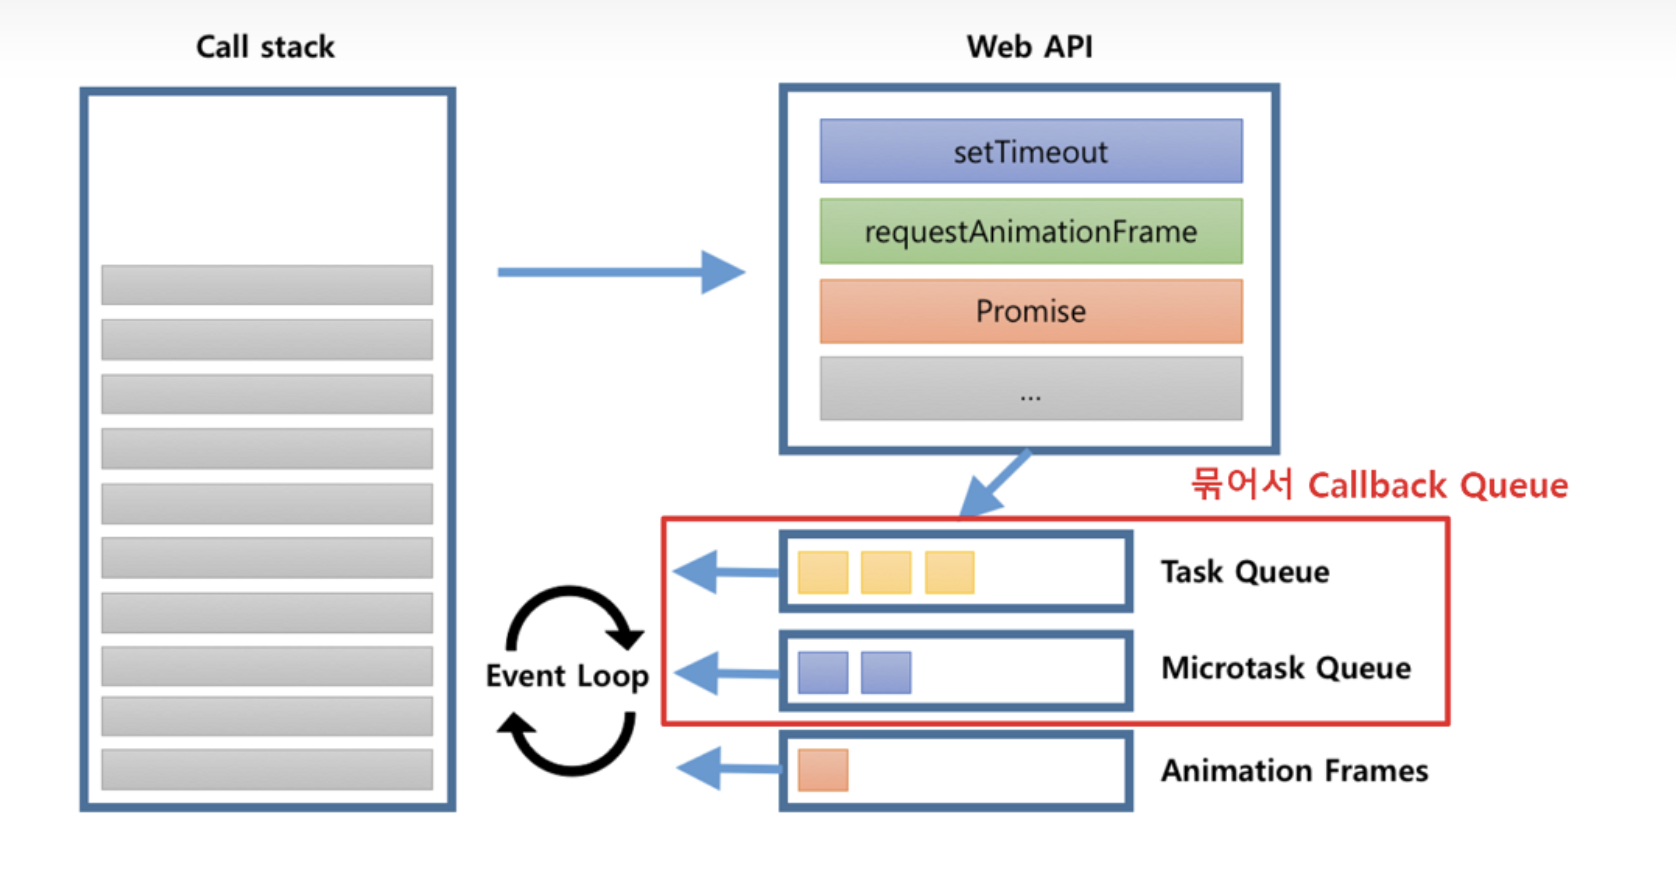 Call stack
Web API
setTimeout
requestAnimationFrame
Promise
...
묶어서 Callback Queue
Task Queue
Event Loop
Microtask Queue
Animation Frames